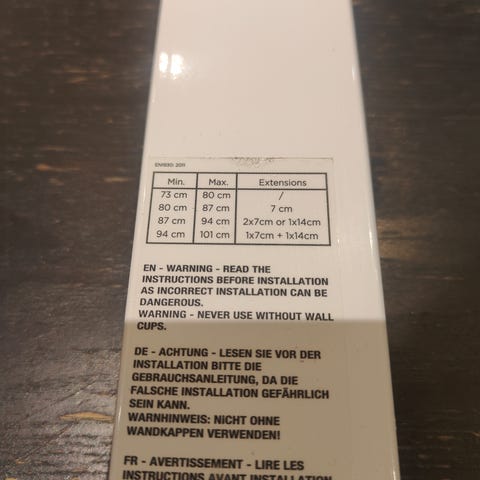 EN1930: 2011
Min. Max. Extensions
73 cm 80 cm /
80 cm 87 cm 7 cm
87 cm 94 cm 2x7cm or 1x14cm
94 cm 101 cm 1x7cm + 1x14cm
EN - WARNING - READ THE
INSTRUCTIONS BEFORE INSTALLATION
AS INCORRECT INSTALLATION CAN BE
DANGEROUS.
WARNING - NEVER USE WITHOUT WALL
CUPS.
DE - ACHTUNG - LESEN SIE VOR DER
INSTALLATION BITTE DIE
GEBRAUCHSANLEITUNG, DA DIE
FALSCHE INSTALLATION GEFÄHRLICH
SEIN KANN.
WARNHINWEIS: NICHT OHNE
WANDKAPPEN VERWENDEN!
FR - AVERTISSEMENT - LIRE LES
INSTRUCTIONS AVANT INSTALLATION